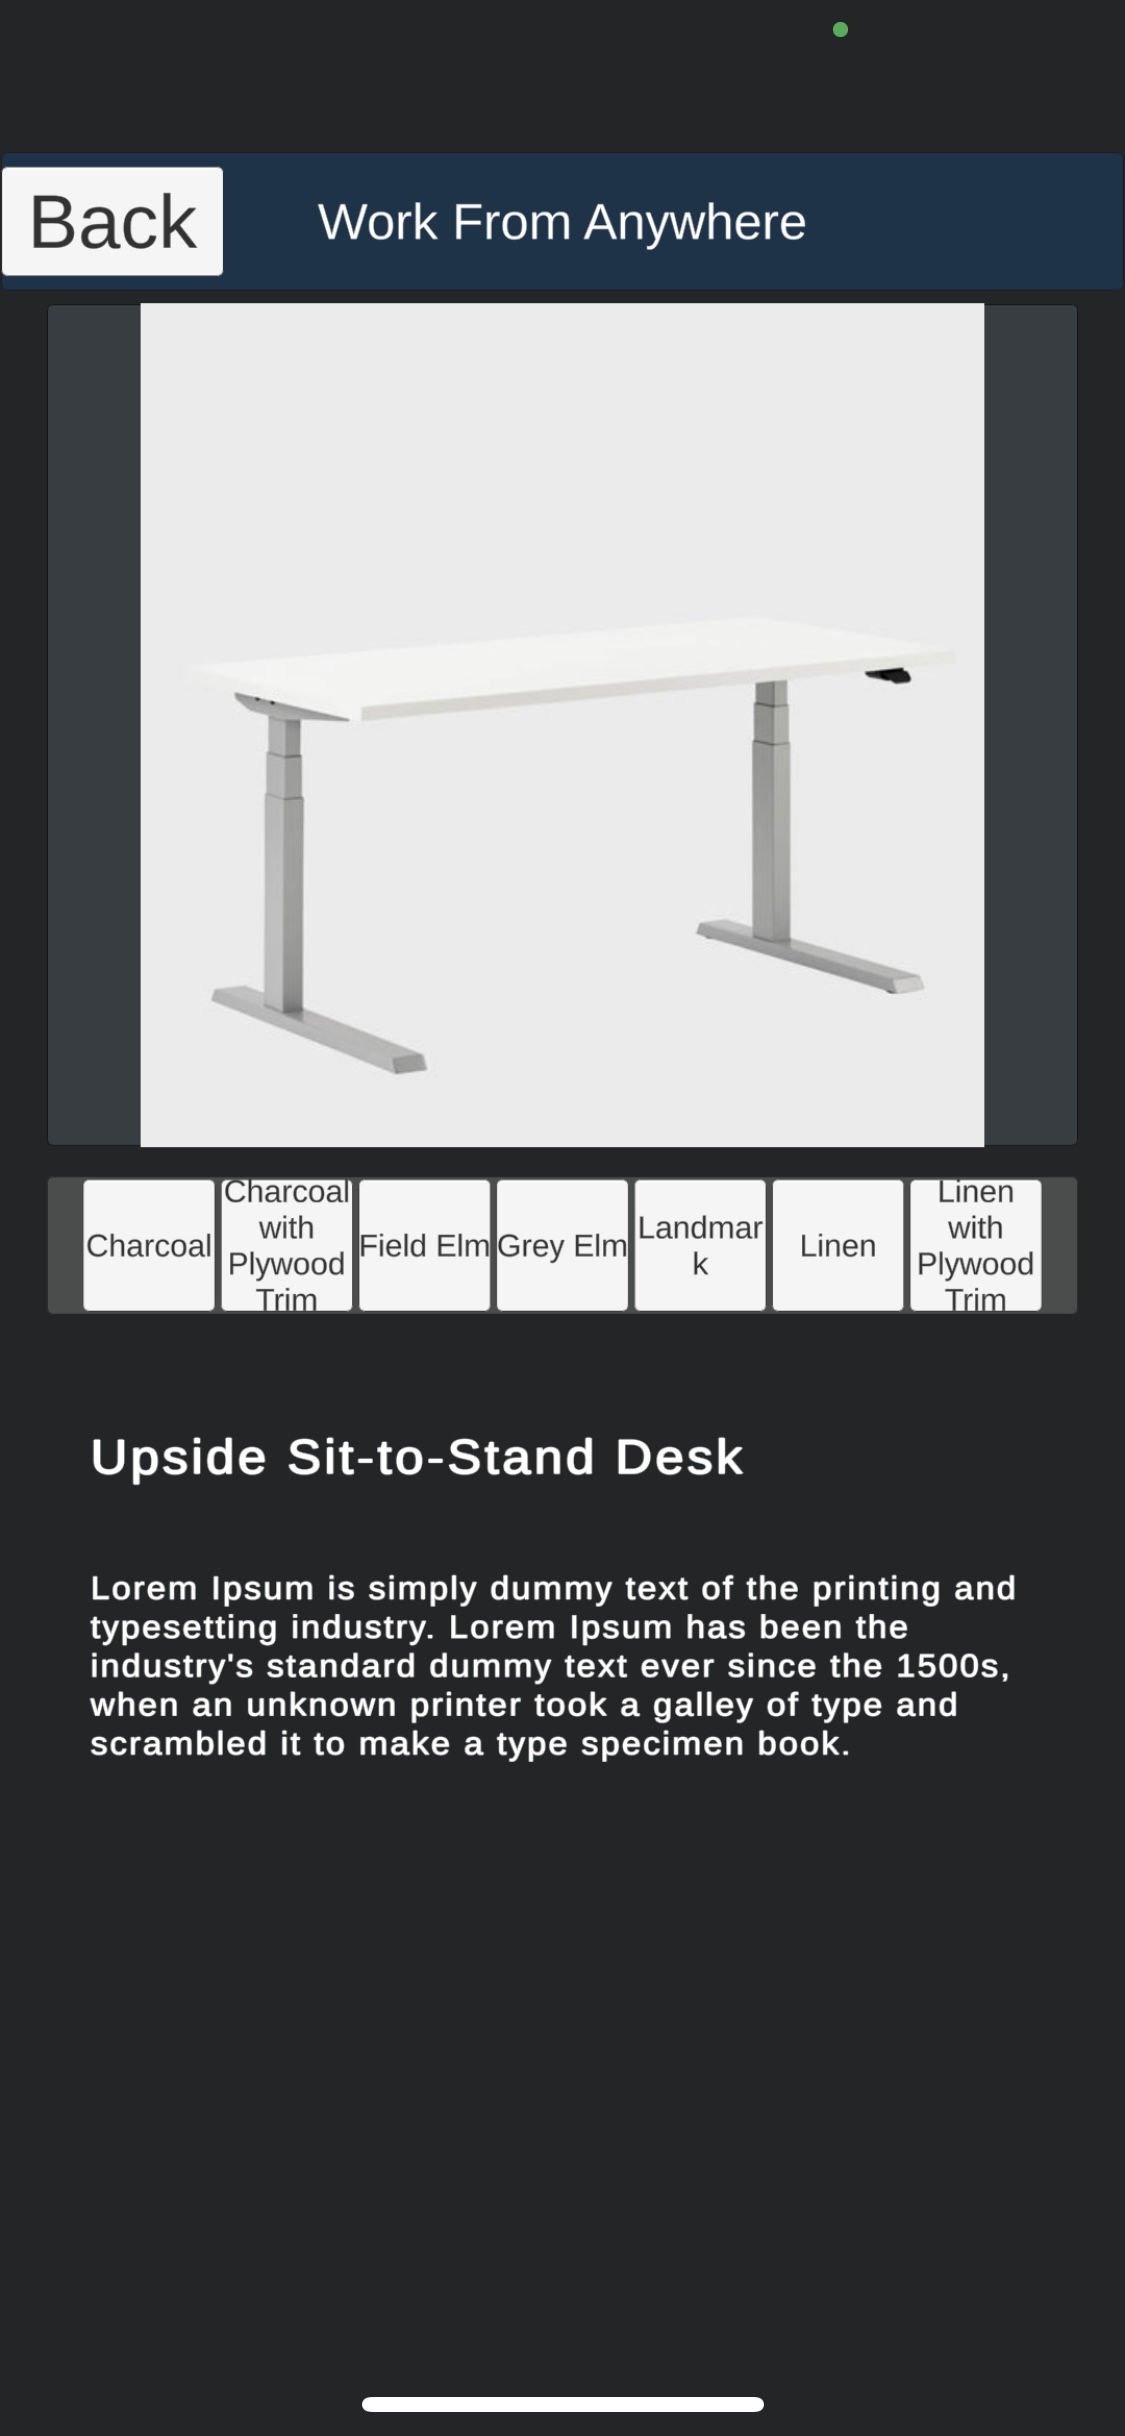 Back
Work From Anywhere
Charcoal
Charcoal
with
Plywood
Trim
Field Elm
Grey Elm
Landmar
k
Linen
Linen
with
Plywood
Trim
Upside Sit-to-Stand Desk
Lorem Ipsum is simply dummy text of the printing and
typesetting industry. Lorem Ipsum has been the
industry's standard dummy text ever since the 1500s,
when an unknown printer took a galley of type and
scrambled it to make a type specimen book.